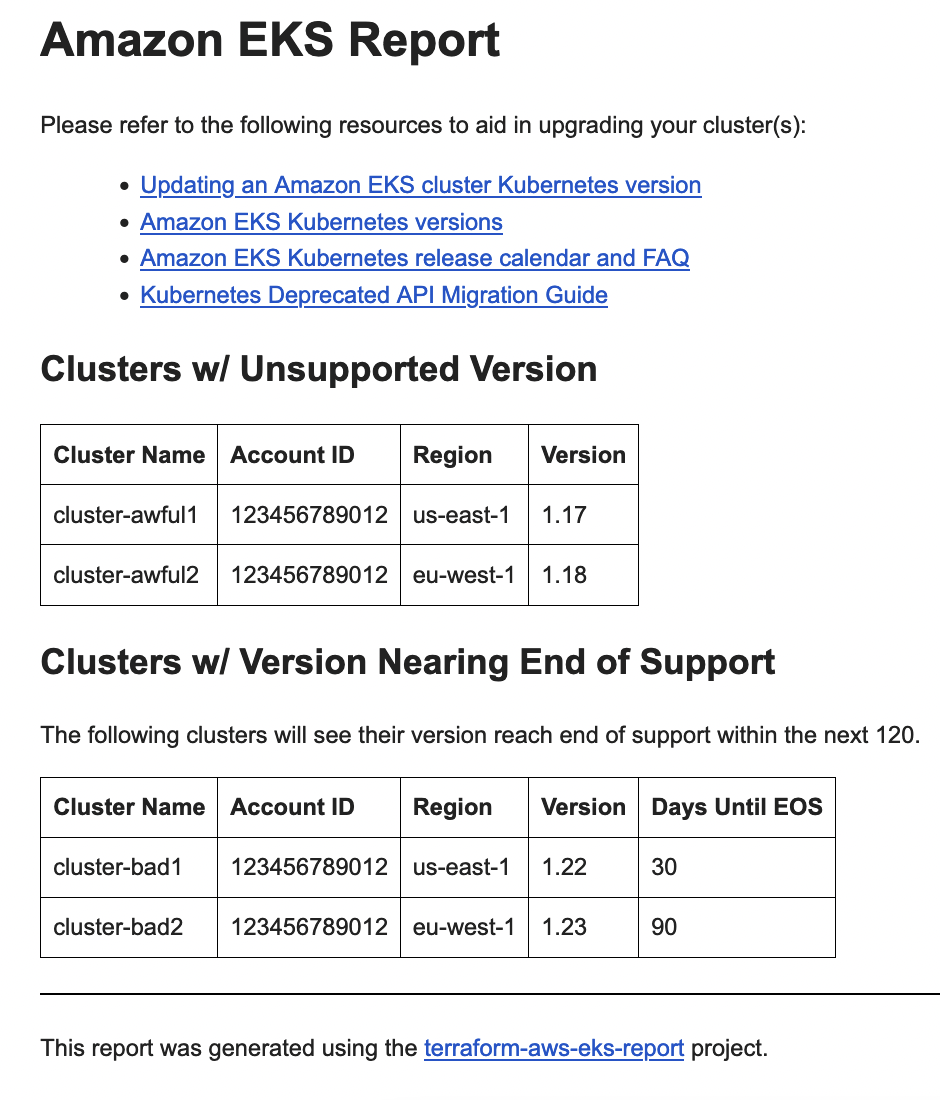 Amazon EKS Report
Please refer to the following resources to aid in upgrading your cluster(s):
• Updating an Amazon EKS cluster Kubernetes version
• Amazon EKS Kubernetes versions
• Amazon EKS Kubernetes release calendar and FAQ
• Kubernetes Deprecated API Migration Guide
Clusters w/ Unsupported Version
Cluster Name Account ID Region Version
cluster-awful1 123456789012 us-east-1 1.17
cluster-awful2 123456789012 eu-west-1 1.18
Clusters w/ Version Nearing End of Support
The following clusters will see their version reach end of support within the next 120.
Cluster Name Account ID Region Version Days Until EOS
cluster-bad1 123456789012 us-east-1 1.22 30
cluster-bad2 123456789012 eu-west-1 1.23 90
This report was generated using the terraform-aws-eks-report project.